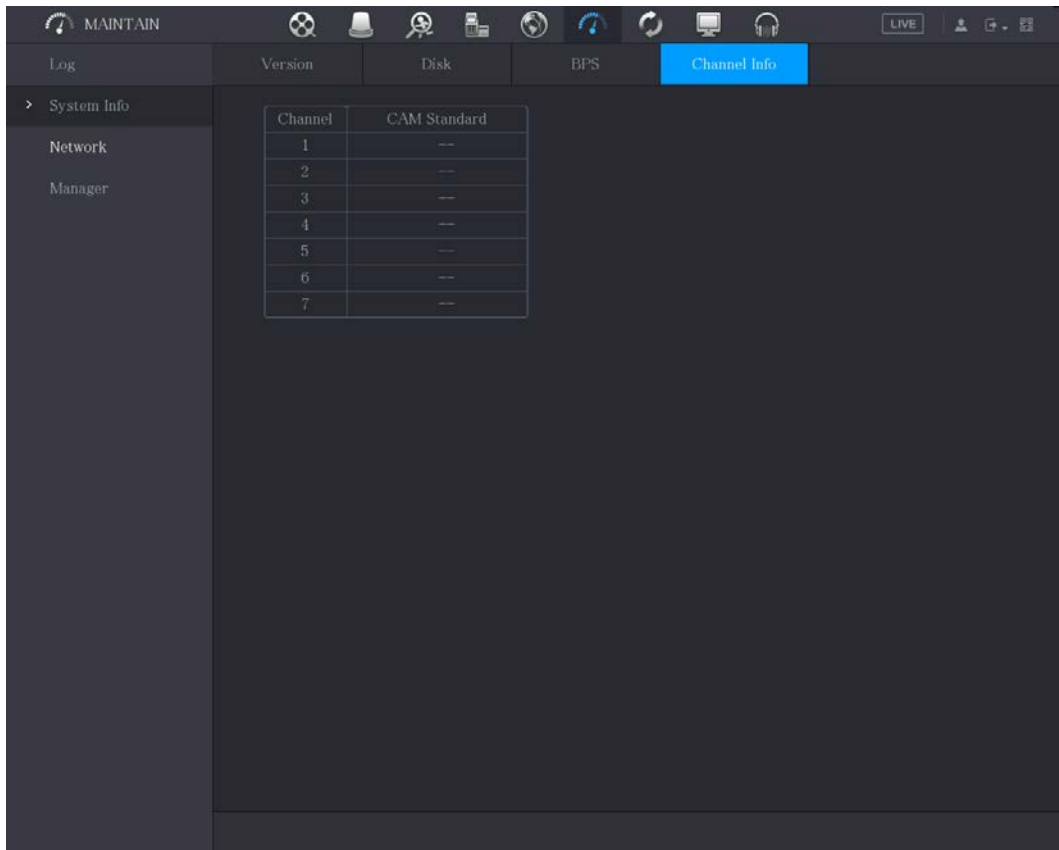 MAINTAIN LIVE
Log Version Disk BPS Channel Info
System Info
Network
Manager
Channel CAM Standard
1 --
2 --
3 --
4 --
5 --
6 --
7 --